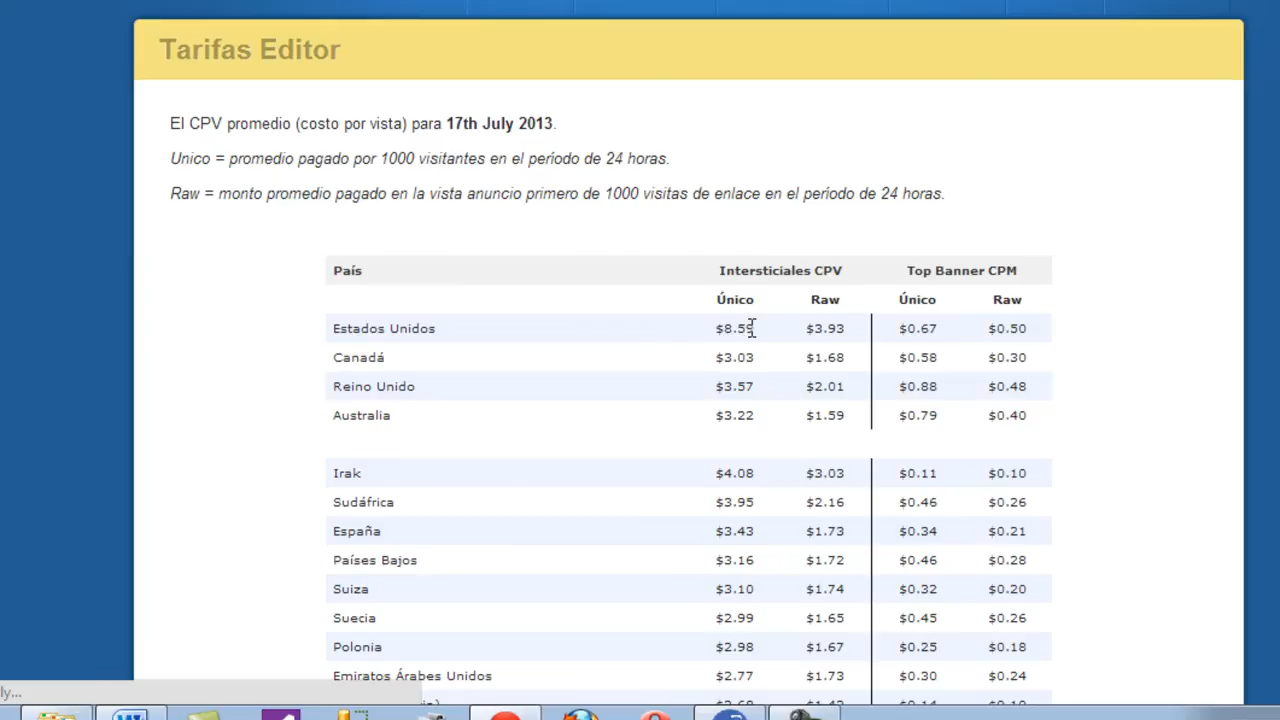 Tarifas Editor
El CPV promedio (costo por vista) para 17th July 2013.
Unico = promedio pagado por 1000 visitantes en el período de 24 horas.
Raw = monto promedio pagado en la vista anuncio primero de 1000 visitas de enlace en el período de 24 horas.
País Intersticiales CPV Top Banner CPM
Único Raw Único Raw
Estados Unidos $8.59 $3.93 $0.67 $0.50
Canadá $3.03 $1.68 $0.58 $0.30
Reino Unido $3.57 $2.01 $0.88 $0.48
Australia $3.22 $1.59 $0.79 $0.40
Irak $4.08 $3.03 $0.11 $0.10
Sudáfrica $3.95 $2.16 $0.46 $0.26
España $3.43 $1.73 $0.34 $0.21
Países Bajos $3.16 $1.72 $0.46 $0.28
Suiza $3.10 $1.74 $0.32 $0.20
Suecia $2.99 $1.65 $0.45 $0.26
Polonia $2.98 $1.67 $0.25 $0.18
Emiratos Árabes Unidos $2.77 $1.73 $0.30 $0.24
ly...